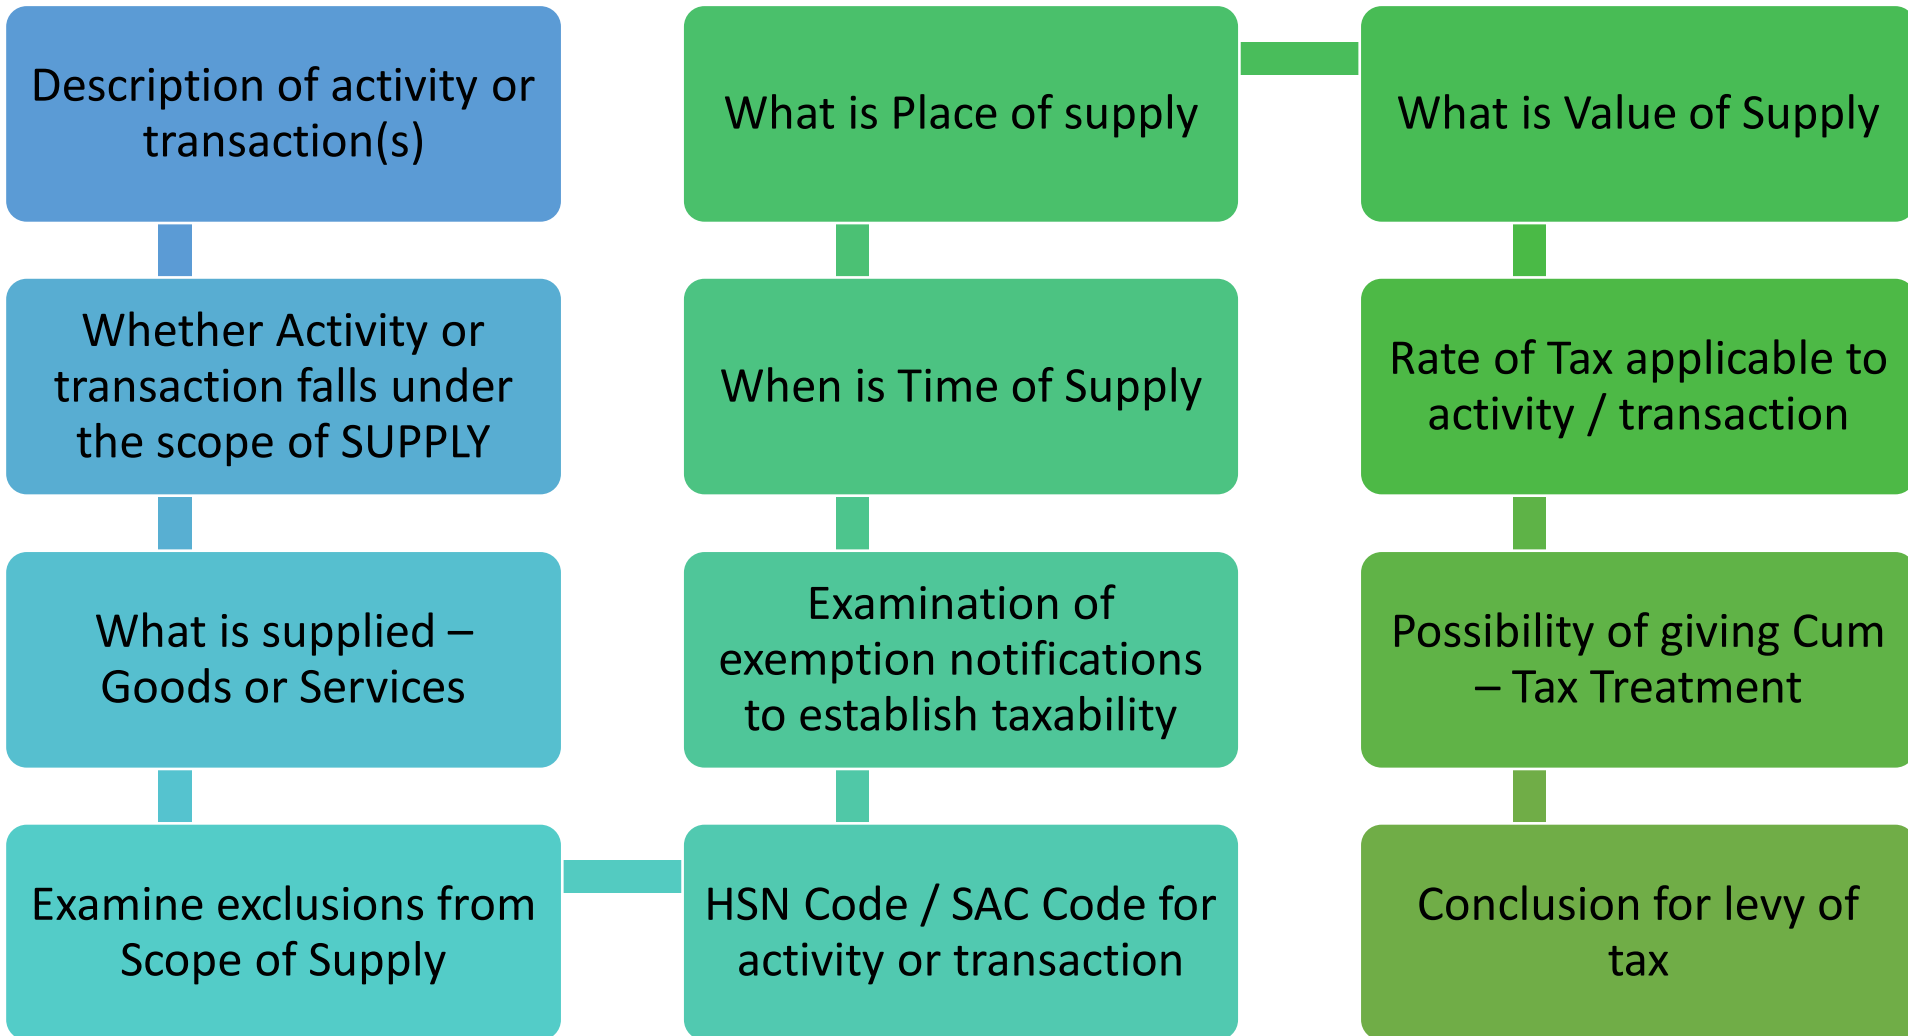 Description of activity or
transaction(s)
Whether Activity or
transaction falls under
the scope of SUPPLY
What is supplied –
Goods or Services
Examine exclusions from
Scope of Supply
HSN Code / SAC Code for
activity or transaction
Examination of
exemption notifications
to establish taxability
When is Time of Supply
What is Place of supply
What is Value of Supply
Rate of Tax applicable to
activity / transaction
Possibility of giving Cum
– Tax Treatment
Conclusion for levy of
tax